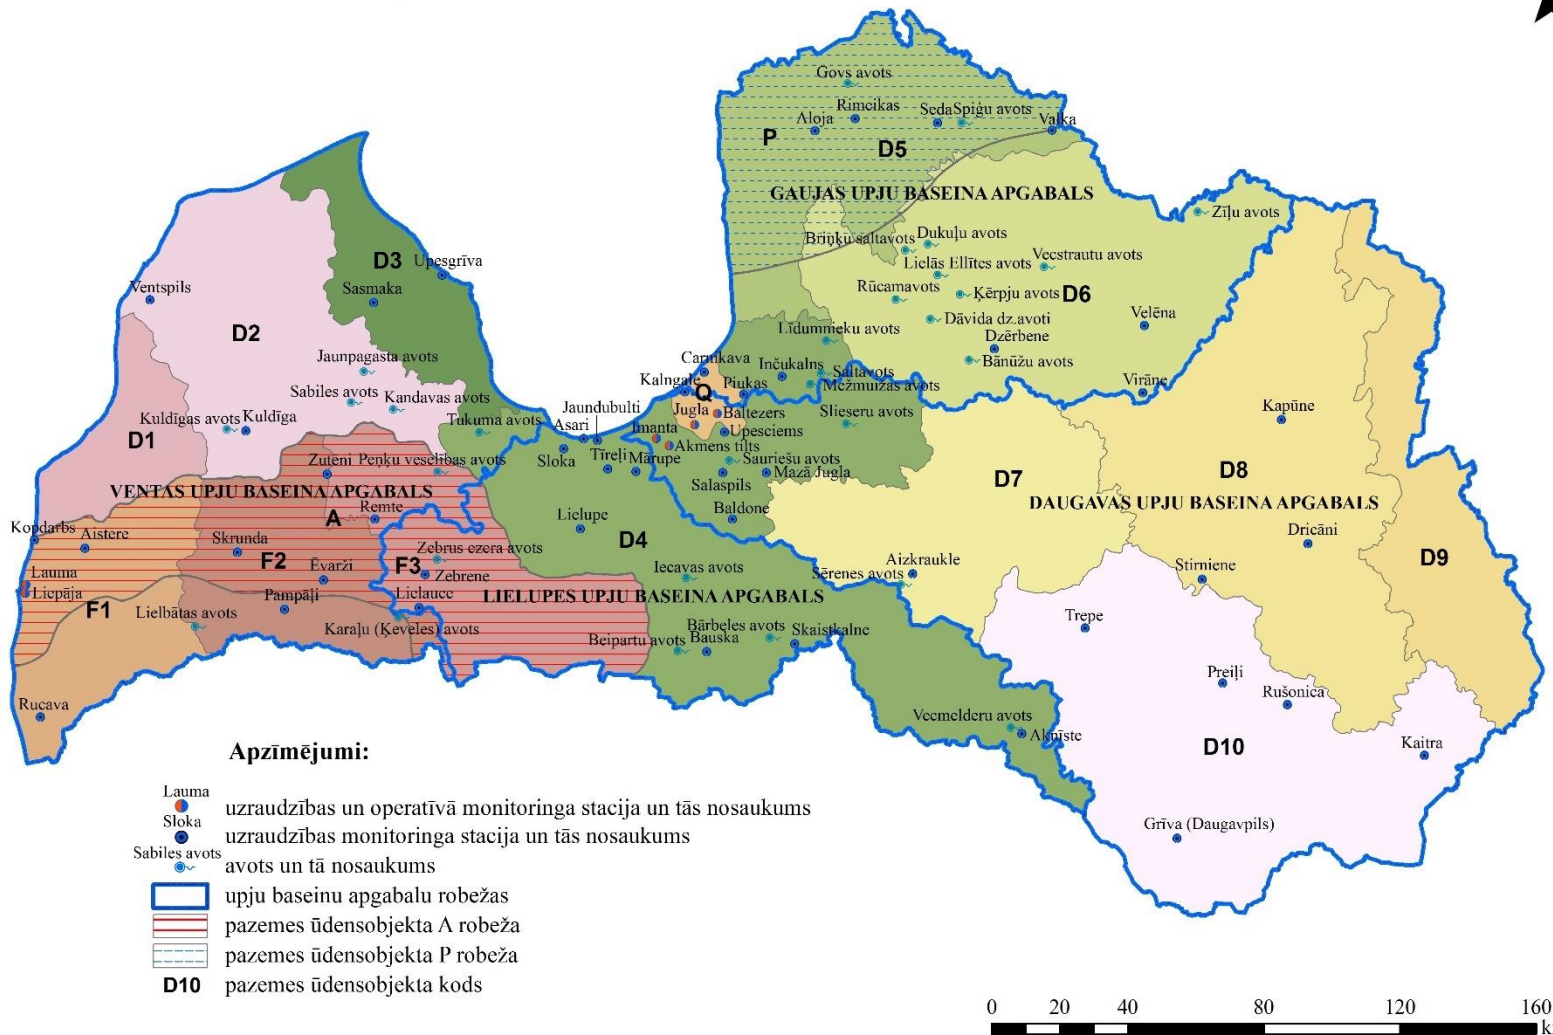 Govs avots
Rimeikas
Aloja
Seda
Spiģu avots
Valka
P
D5
GAUJAS UPJU BASEINA APGABALS
Zīļu avots
Briņķu saltavots
Dukuļu avots
Lielās Ellītes avots
Vecstrautu avots
Rūcamavots
Ķērpju avots
D6
Dāvida dz.avoti
Velēna
Dzērbene
Bānūžu avots
Virāne
Līdumnieku avots
D3
Upesgrīva
Sasmaka
Ventspils
D2
Jaunpagasta avots
Sabiles avots
Kandavas avots
Kuldīgas avots
Kuldīga
Tukuma avots
D1
Carnikava
Kalngale
Q
Piukas
Inčukalns
Saltavots
Mežmuižas avots
Jugla
Baltezers
Slieseru avots
Jaundubulti
Asari
Imanta
Upesciems
Akmens tilts
Sloka
Tīreļi
Mārupe
Sauriešu avots
Salaspils
Mazā Jugla
Baldone
Kapūne
D7
D8
DAUGAVAS UPJU BASEINA APGABALS
Dricāni
D9
Stirniene
Zutēni
Peņķu veselības avots
VENTAS UPJU BASEINA APGABALS
A
Remte
Kopdarbs
Aistere
Skrunda
F2
Ēvarži
Lauma
Liepāja
F1
Pampāļi
Lielbātas avots
Zebrus ezera avots
F3
Zebrene
Lielauce
Karaļu (Ķeveles) avots
Lielupe
D4
Iecavas avots
LIELUPES UPJU BASEINA APGABALS
Aizkraukle
Sērenes avots
Bārbeles avots
Beipartu avots
Bauska
Skaistkalne
Rucava
Trepe
Preiļi
Rušonica
Vecmelderu avots
Aknīste
D10
Kaitra
Grīva (Daugavpils)
Apzīmējumi:
Lauma
uzraudzības un operatīvā monitoringa stacija un tās nosaukums
Sloka
uzraudzības monitoringa stacija un tās nosaukums
Sabiles avots
avots un tā nosaukums
upju baseinu apgabalu robežas
pazemes ūdensobjekta A robeža
pazemes ūdensobjekta P robeža
D10 pazemes ūdensobjekta kods
0 20 40 80 120 160